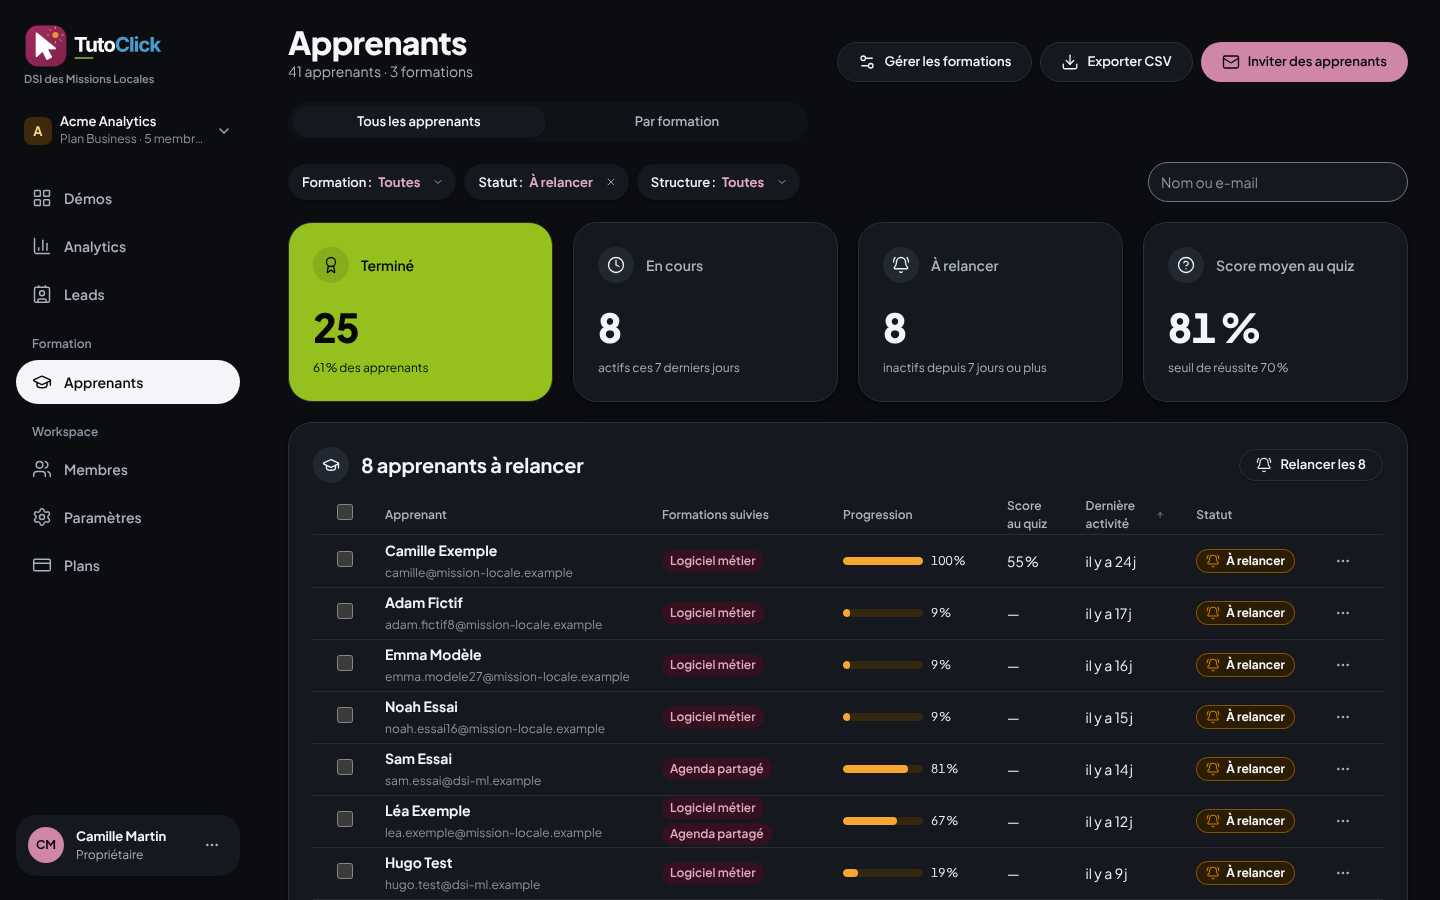 TutoClick
DSI des Missions Locales
A
Acme Analytics
Plan Business · 5 membr...
Démos
Analytics
Leads
Formation
Apprenants
Workspace
Membres
Paramètres
Plans
CM
Camille Martin
Propriétaire
Apprenants
41 apprenants · 3 formations
Gérer les formations
Exporter CSV
Inviter des apprenants
Tous les apprenants
Par formation
Formation : Toutes
Statut : À relancer
Structure : Toutes
Nom ou e-mail
Terminé
25
61 % des apprenants
En cours
8
actifs ces 7 derniers jours
À relancer
8
inactifs depuis 7 jours ou plus
Score moyen au quiz
81 %
seuil de réussite 70 %
8 apprenants à relancer
Relancer les 8
Apprenant
Formations suivies
Progression
Score
au quiz
Dernière
activité
Statut
Camille Exemple
camille@mission-locale.example
Logiciel métier
100 %
55 %
il y a 24 j
À relancer
Adam Fictif
adam.fictif8@mission-locale.example
Logiciel métier
9 %
—
il y a 17 j
À relancer
Emma Modèle
emma.modele27@mission-locale.example
Logiciel métier
9 %
—
il y a 16 j
À relancer
Noah Essai
noah.essai16@mission-locale.example
Logiciel métier
9 %
—
il y a 15 j
À relancer
Sam Essai
sam.essai@dsi-ml.example
Agenda partagé
81 %
—
il y a 14 j
À relancer
Léa Exemple
lea.exemple@mission-locale.example
Logiciel métier
Agenda partagé
67 %
—
il y a 12 j
À relancer
Hugo Test
hugo.test@dsi-ml.example
Logiciel métier
19 %
—
il y a 9 j
À relancer